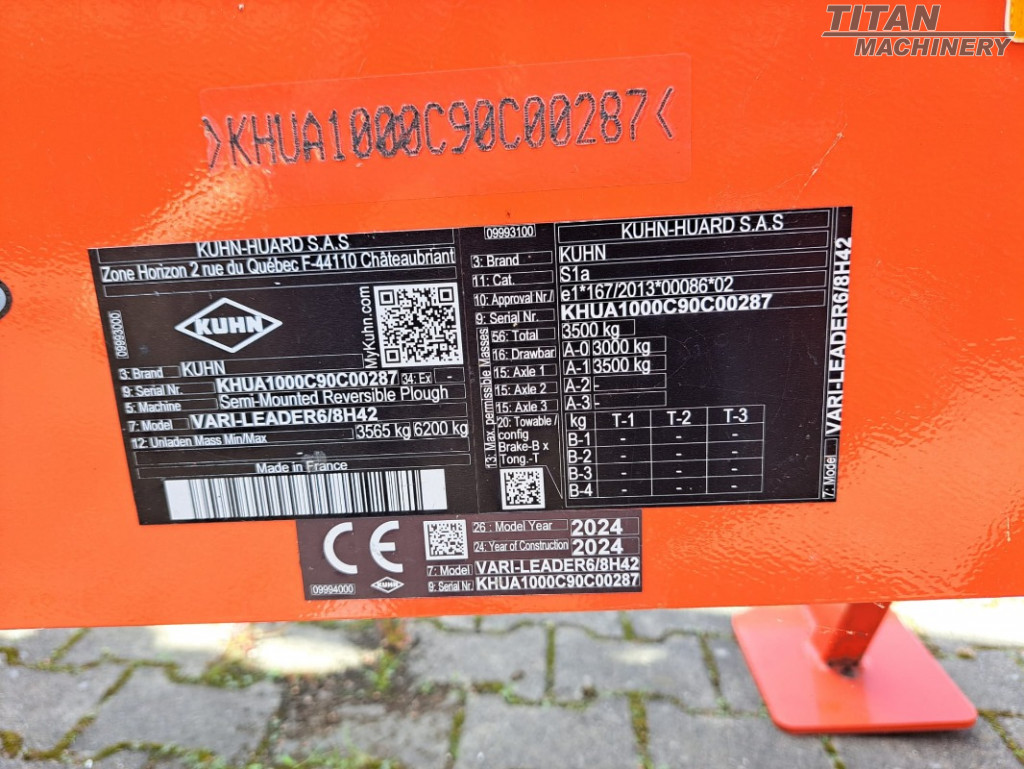 TITAN
MACHINERY
>KHUA1000C90C00287<
KUHN-HUARD S.A.S
Zone Horizon 2 rue du Québec F-44110 Châteaubriant
09993000
KUHN
MyKuhn.com
3: Brand KUHN
9: Serial Nr. KHUA1000C90C00287 34: Ex -
5: Machine Semi-Mounted Reversible Plough
7: Model VARI-LEADER6/8H42
12: Unladen Mass Min/Max 3565 kg 6200 kg
Made in France
09993100 KUHN-HUARD S.A.S
3: Brand KUHN
11: Cat. S1a
10: Approval Nr/ e1*167/2013*00086*02
9: Serial Nr. KHUA1000C90C00287
13: Max. permissible Masses
56: Total 3500 kg
16: Drawbar A-0 3000 kg
15: Axle 1 A-1 3500 kg
15: Axle 2 A-2 -
15: Axle 3 A-3 -
20: Towable / config Brake-B x Tong.-T
kg T-1 T-2 T-3
B-1 - - -
B-2 - - -
B-3 - - -
B-4 - - -
7: Model VARI-LEADER6/8H42
CE
09994000
KUHN
26 : Model Year 2024
24: Year of Construction 2024
7: Model VARI-LEADER6/8H42
9: Serial Nr KHUA1000C90C00287